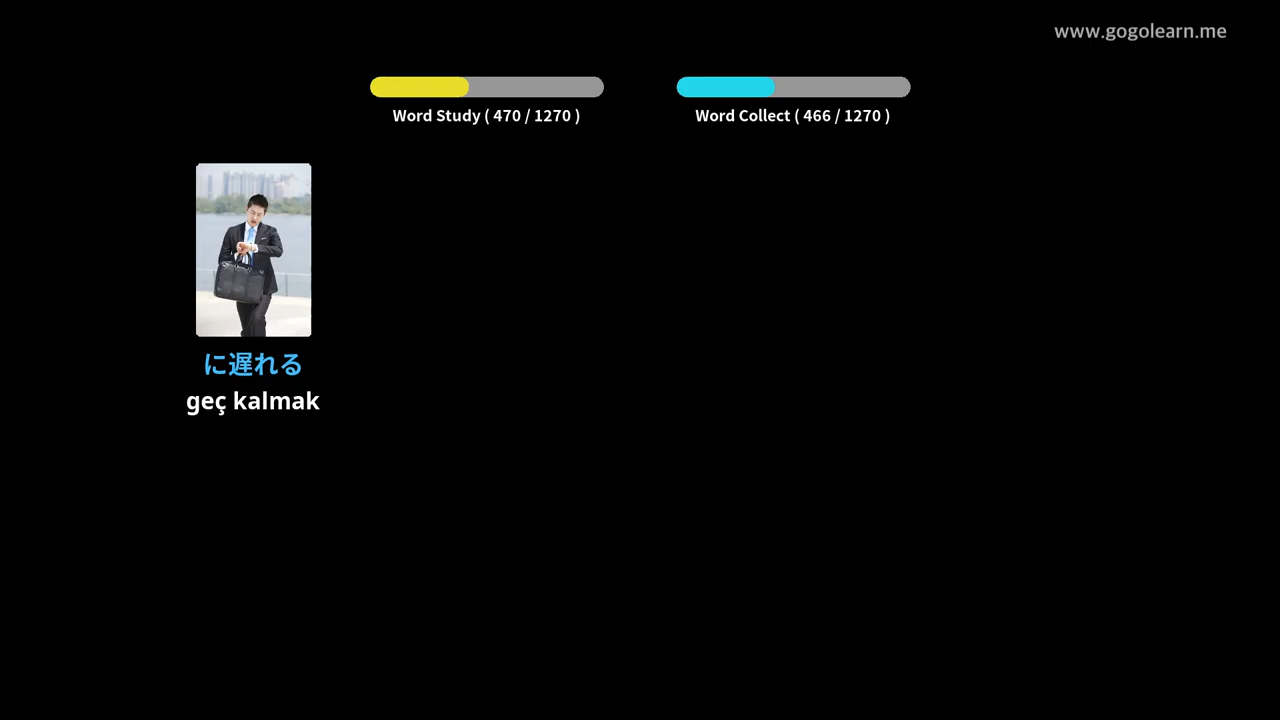 www.gogolearn.me
Word Study ( 470 / 1270 )
Word Collect ( 466 / 1270 )
に遅れる
geç kalmak